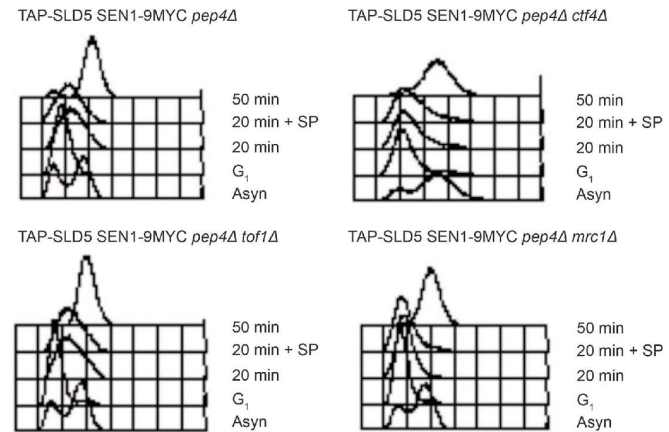 TAP-SLD5 SEN1-9MYC pep4Δ
50 min
20 min + SP
20 min
G1
Asyn
TAP-SLD5 SEN1-9MYC pep4Δ ctf4Δ
50 min
20 min + SP
20 min
G1
Asyn
TAP-SLD5 SEN1-9MYC pep4Δ tof1Δ
50 min
20 min + SP
20 min
G1
Asyn
TAP-SLD5 SEN1-9MYC pep4Δ mrc1Δ
50 min
20 min + SP
20 min
G1
Asyn